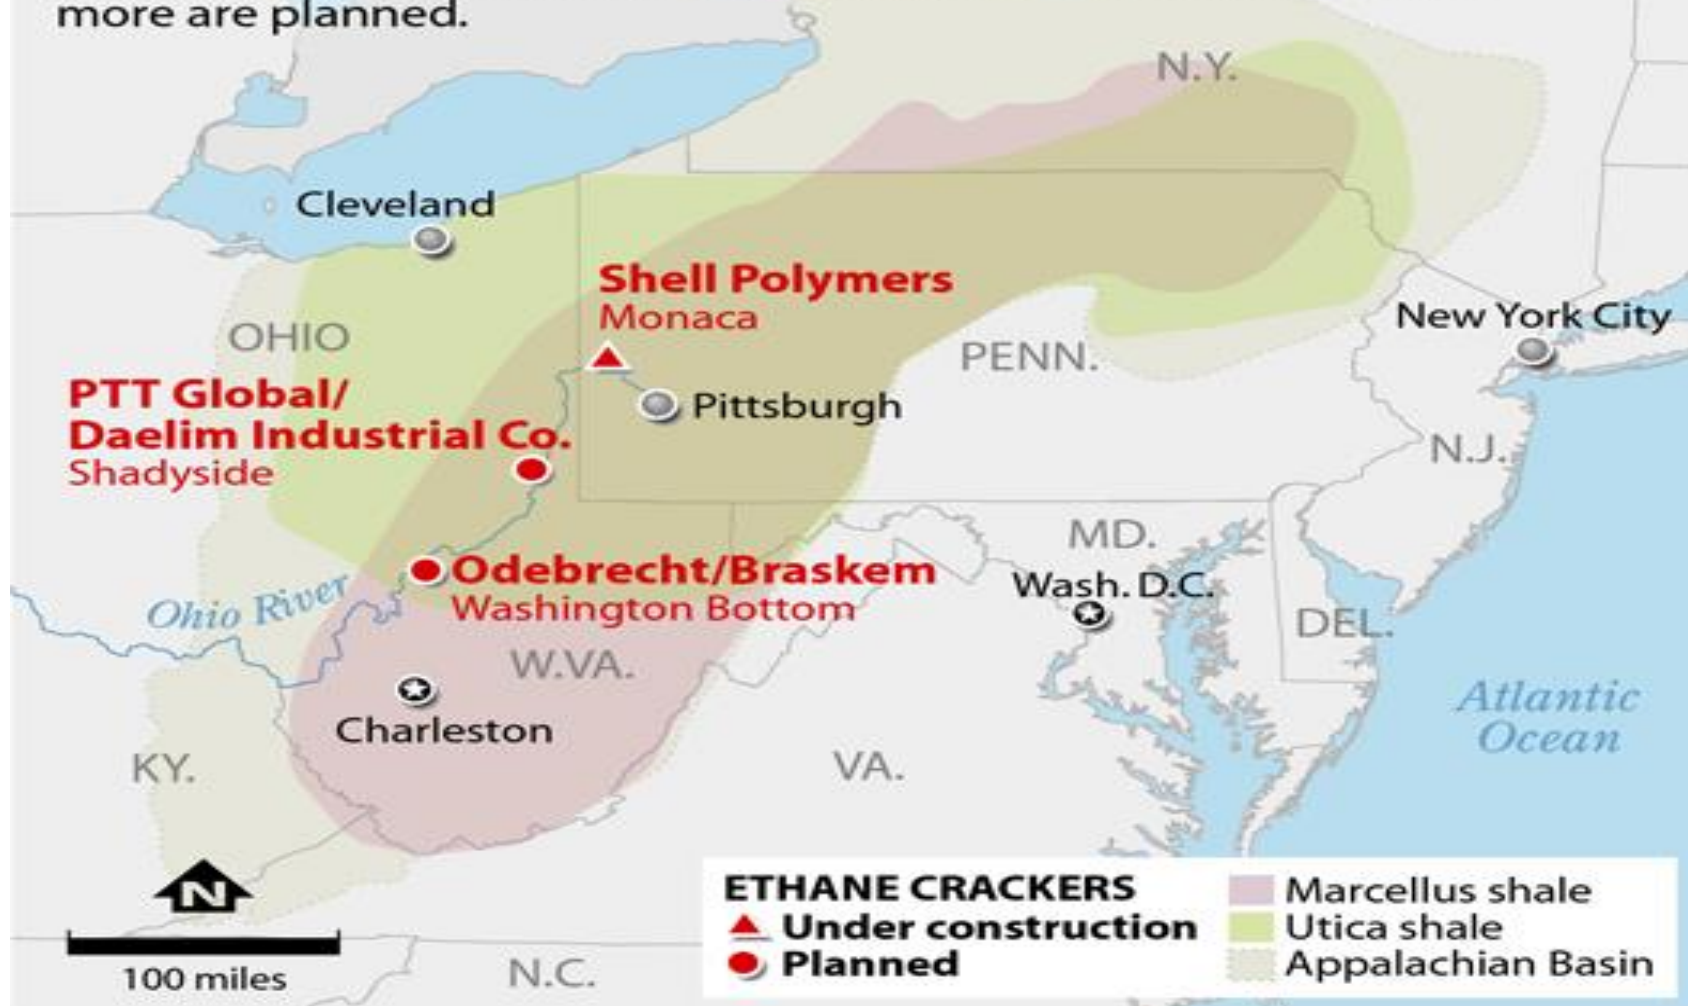 more are planned.
N.Y.
Cleveland
Shell Polymers
Monaca
New York City
OHIO
PENN.
PTT Global/
Daelim Industrial Co.
Shadyside
Pittsburgh
N.J.
MD.
Odebrecht/Braskem
Washington Bottom
Wash. D.C.
Ohio River
DEL.
W.VA.
Charleston
Atlantic
Ocean
KY.
VA.
N
100 miles
N.C.
ETHANE CRACKERS
Under construction
Planned
Marcellus shale
Utica shale
Appalachian Basin